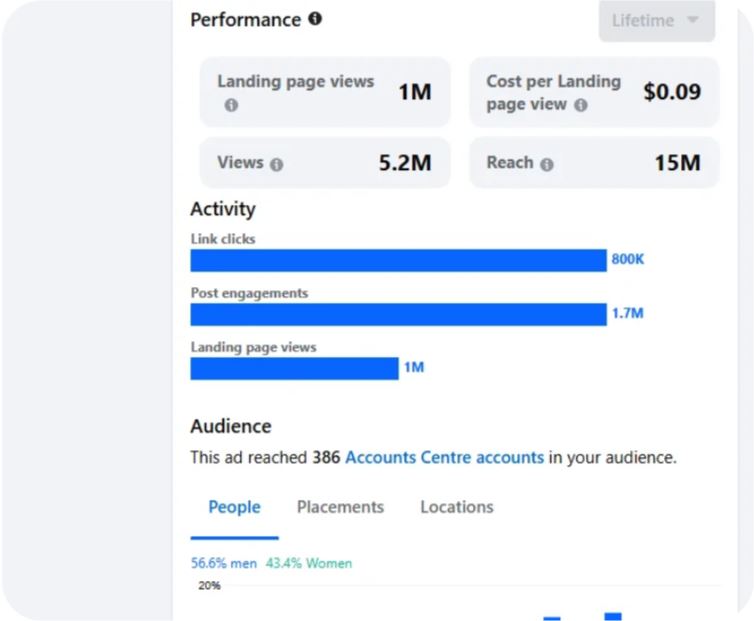 Performance
Lifetime
Landing page views
1M
Cost per Landing
page view
$0.09
Views
5.2M
Reach
15M
Activity
Link clicks
800K
Post engagements
1.7M
Landing page views
1M
Audience
This ad reached 386 Accounts Centre accounts in your audience.
People Placements Locations
56.6% men 43.4% Women
20%